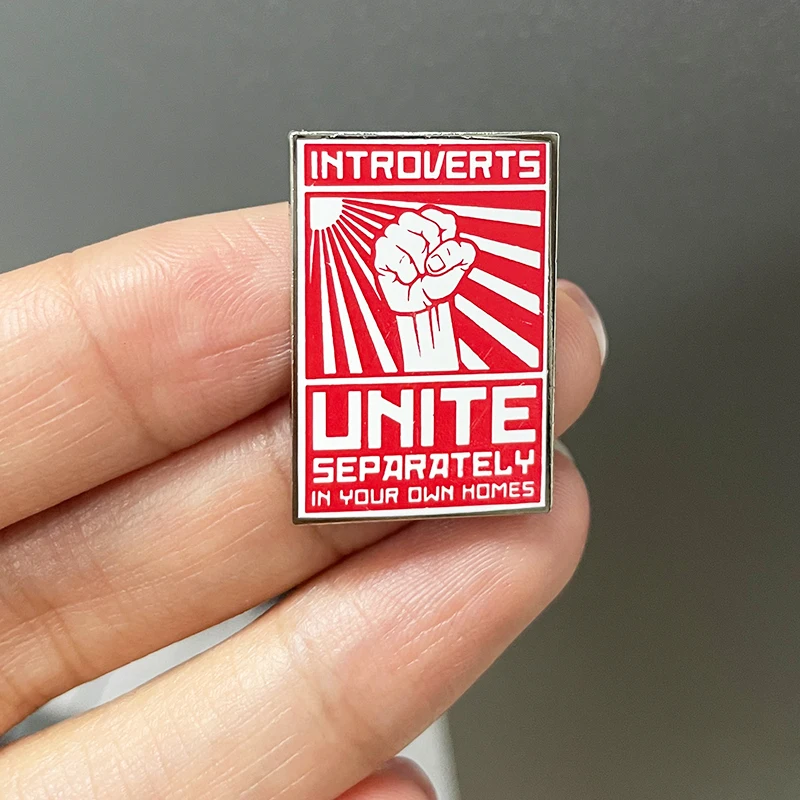 INTROVERTS
UNITE
SEPARATELY
IN YOUR OWN HOMES